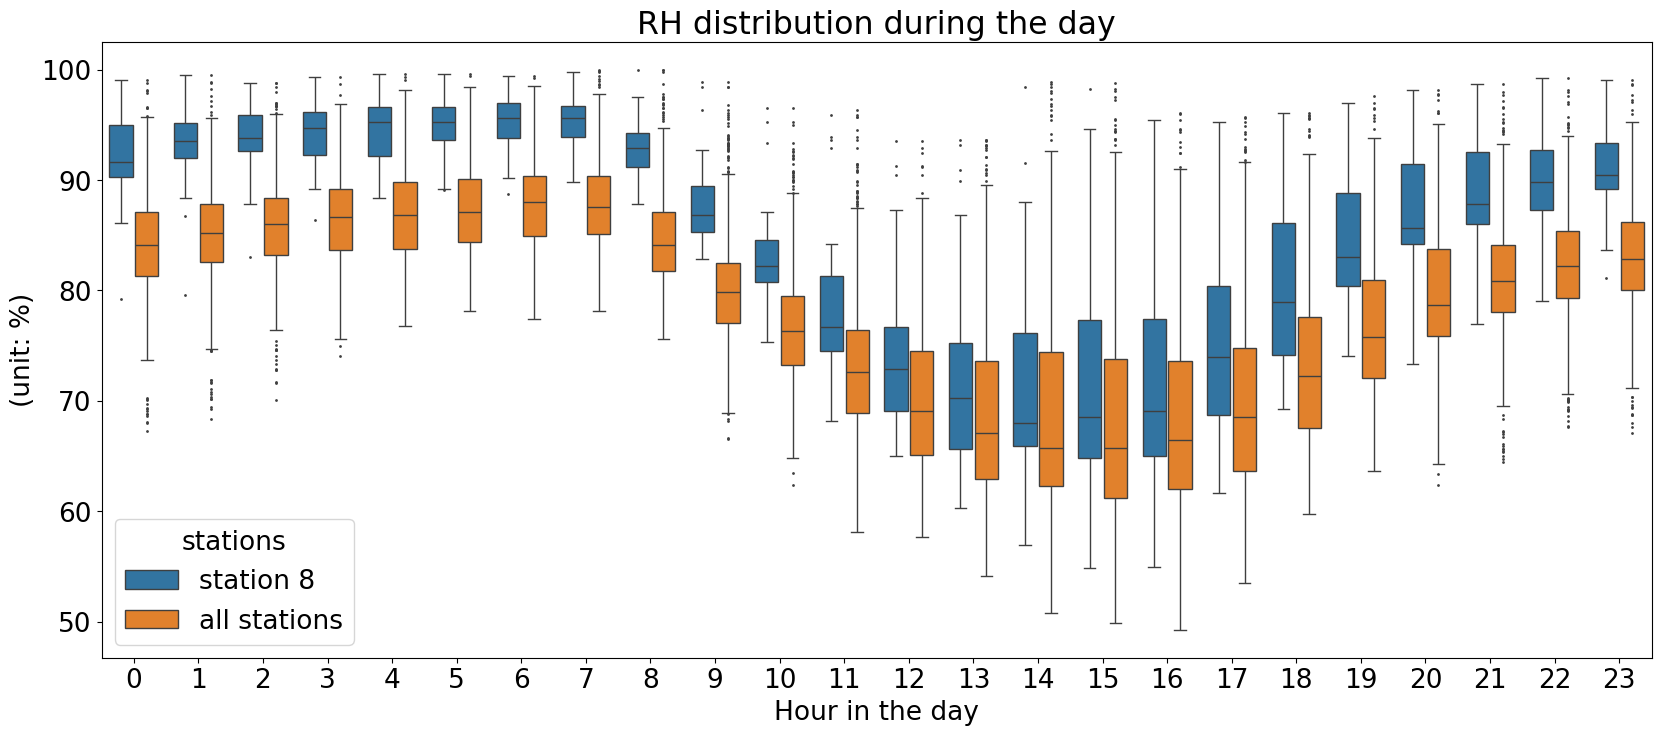 RH distribution during the day
(unit: %)
100
90
80
70
60
50
stations
station 8
all stations
0 1 2 3 4 5 6 7 8 9 10 11 12 13 14 15 16 17 18 19 20 21 22 23
Hour in the day